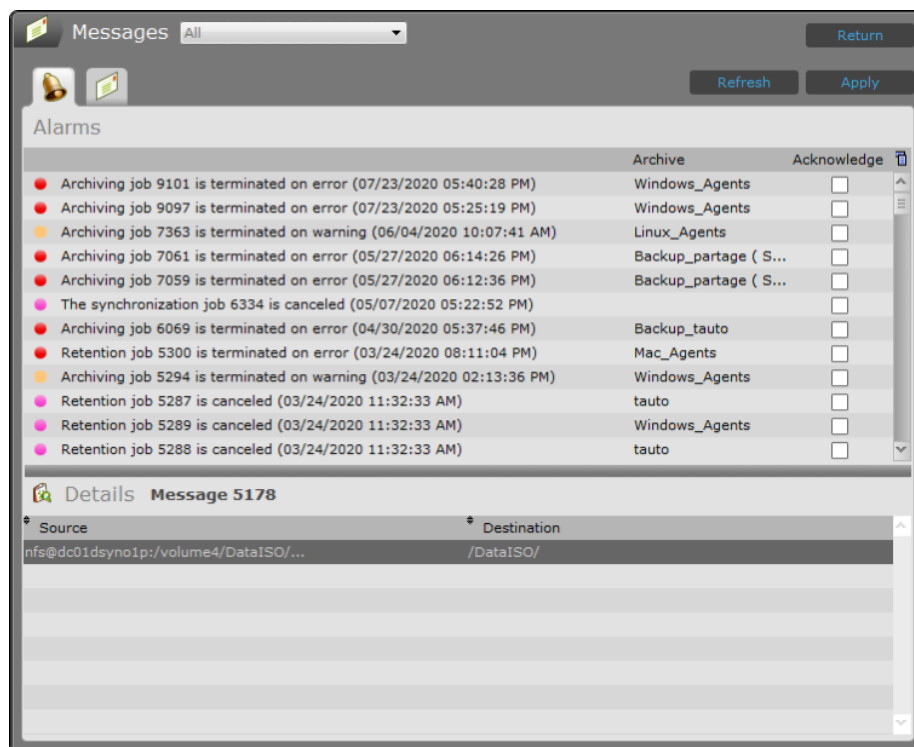 Messages All
Return
Refresh Apply
Alarms
Archive Acknowledge
Archiving job 9101 is terminated on error (07/23/2020 05:40:28 PM) Windows_Agents
Archiving job 9097 is terminated on error (07/23/2020 05:25:19 PM) Windows_Agents
Archiving job 7363 is terminated on warning (06/04/2020 10:07:41 AM) Linux_Agents
Archiving job 7061 is terminated on error (05/27/2020 06:14:26 PM) Backup_partage ( S...
Archiving job 7059 is terminated on error (05/27/2020 06:12:36 PM) Backup_partage ( S...
The synchronization job 6334 is canceled (05/07/2020 05:22:52 PM)
Archiving job 6069 is terminated on error (04/30/2020 05:37:46 PM) Backup_tauto
Retention job 5300 is terminated on error (03/24/2020 08:11:04 PM) Mac_Agents
Archiving job 5294 is terminated on warning (03/24/2020 02:13:36 PM) Windows_Agents
Retention job 5287 is canceled (03/24/2020 11:32:33 AM) tauto
Retention job 5289 is canceled (03/24/2020 11:32:33 AM) Windows_Agents
Retention job 5288 is canceled (03/24/2020 11:32:33 AM) tauto
Details Message 5178
Source Destination
nfs@dc01dsyno1p:/volume4/DataISO/... /DataISO/